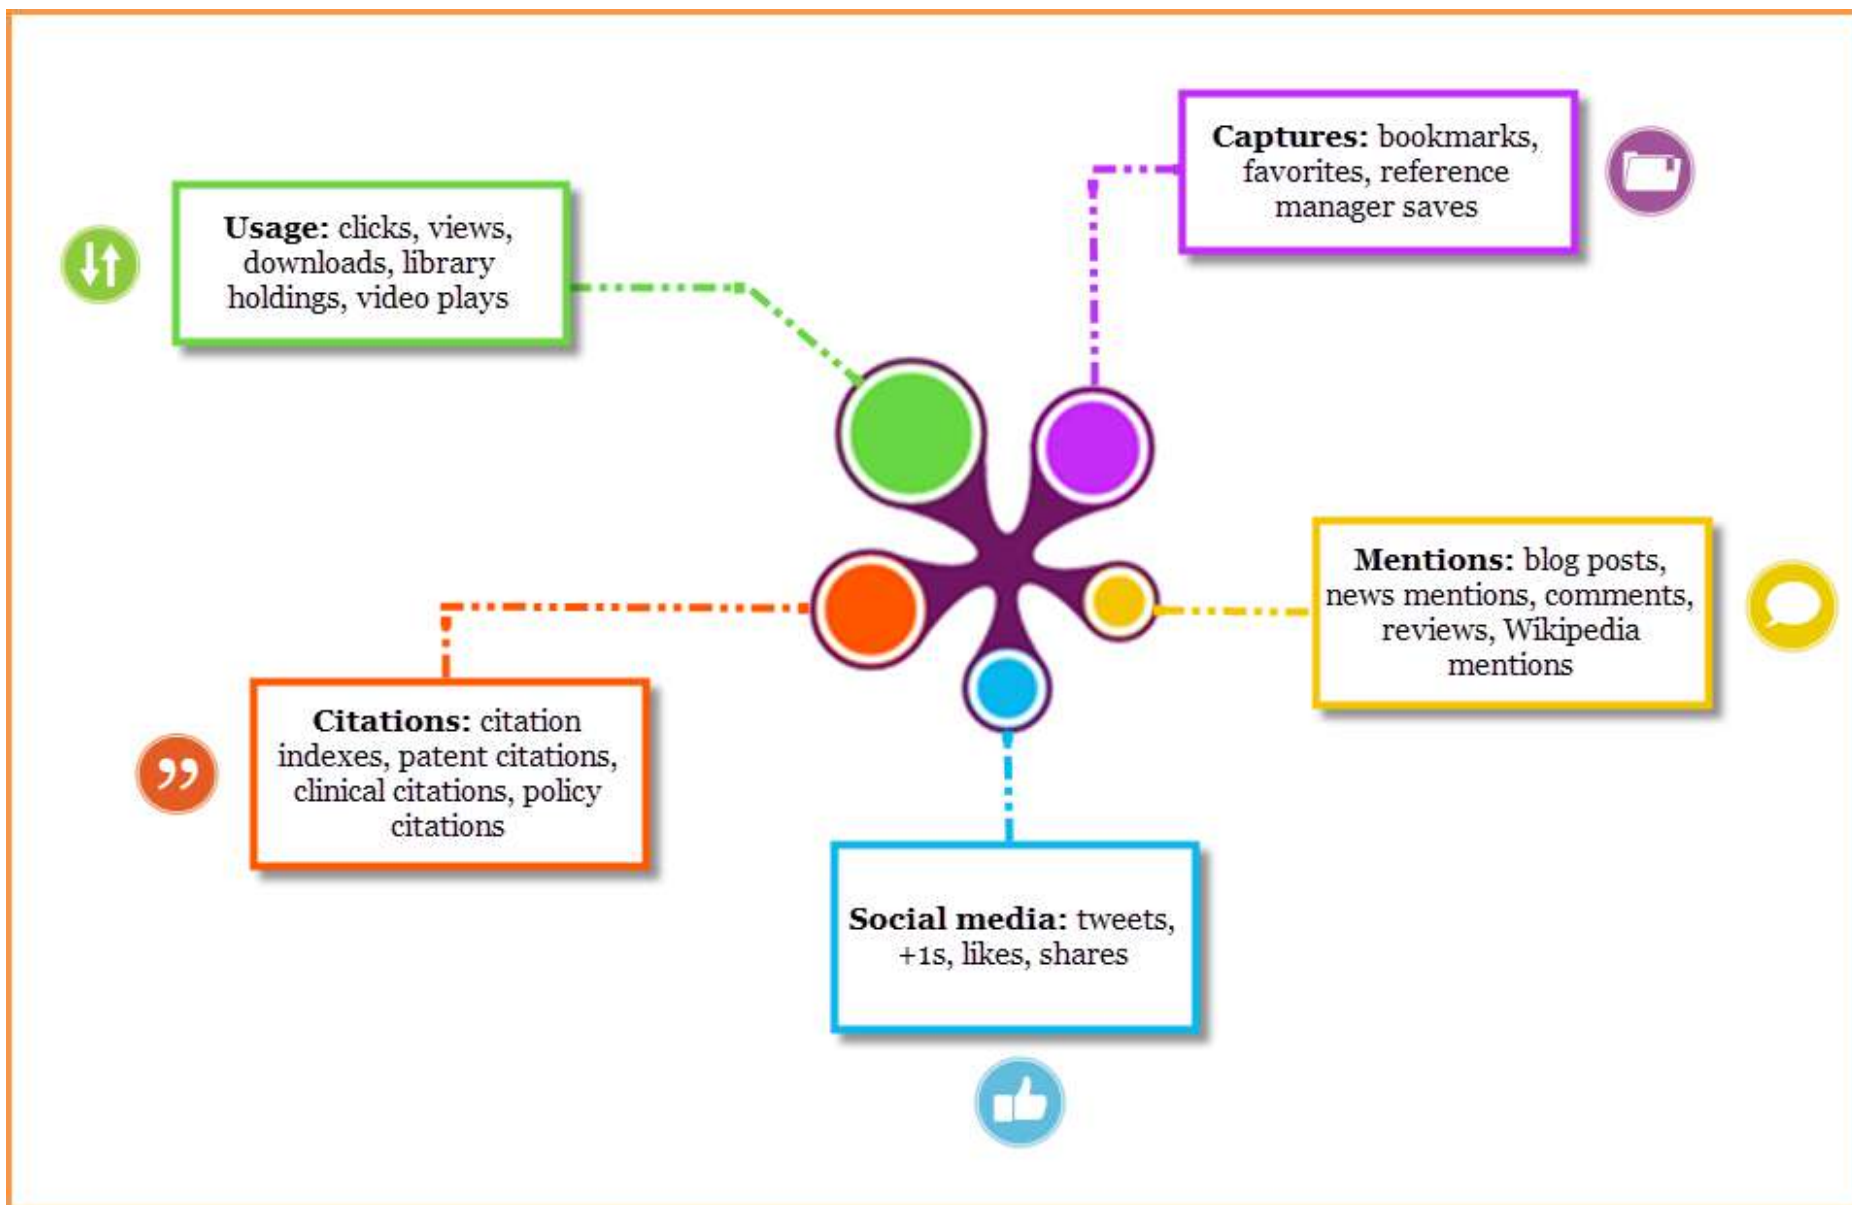 Captures: bookmarks,
favorites, reference
manager saves
Usage: clicks, views,
downloads, library
holdings, video plays
Mentions: blog posts,
news mentions, comments,
reviews, Wikipedia
mentions
Citations: citation
indexes, patent citations,
clinical citations, policy
citations
Social media: tweets,
+1s, likes, shares